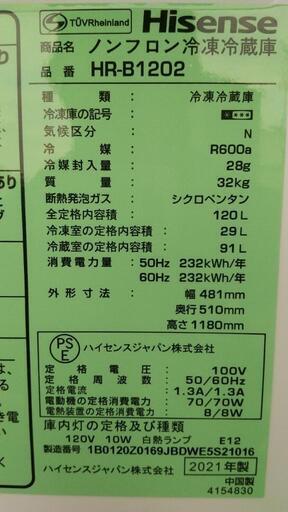 TÜVRheinland Hisense
商品名 ノンフロン冷凍冷蔵庫
品番 HR-B1202
種類 冷凍冷蔵庫
冷凍庫の記号
気候区分 N
冷媒 R600a
冷媒封入量 28g
質量 32kg
断熱発泡ガス シクロペンタン
全定格内容積 120L
冷凍室の定格内容積 29L
冷蔵室の定格内容積 91L
消費電力量 50Hz 232kWh/年
60Hz 232kWh/年
外形寸法 幅 481mm
奥行 510mm
高さ 1180mm
PSE ハイセンスジャパン株式会社
定格電圧 100V
定格周波数 50/60Hz
定格電流 1.3A/1.3A
電動機の定格消費電力 70/70W
電熱装置の定格消費電力 8/8W
庫内灯の定格及び種類
120V 10W 白熱ランプ E12
製造番号 1B0120Z0169JBDWE5S21016
ハイセンスジャパン株式会社 2021年製
中国製
4154830